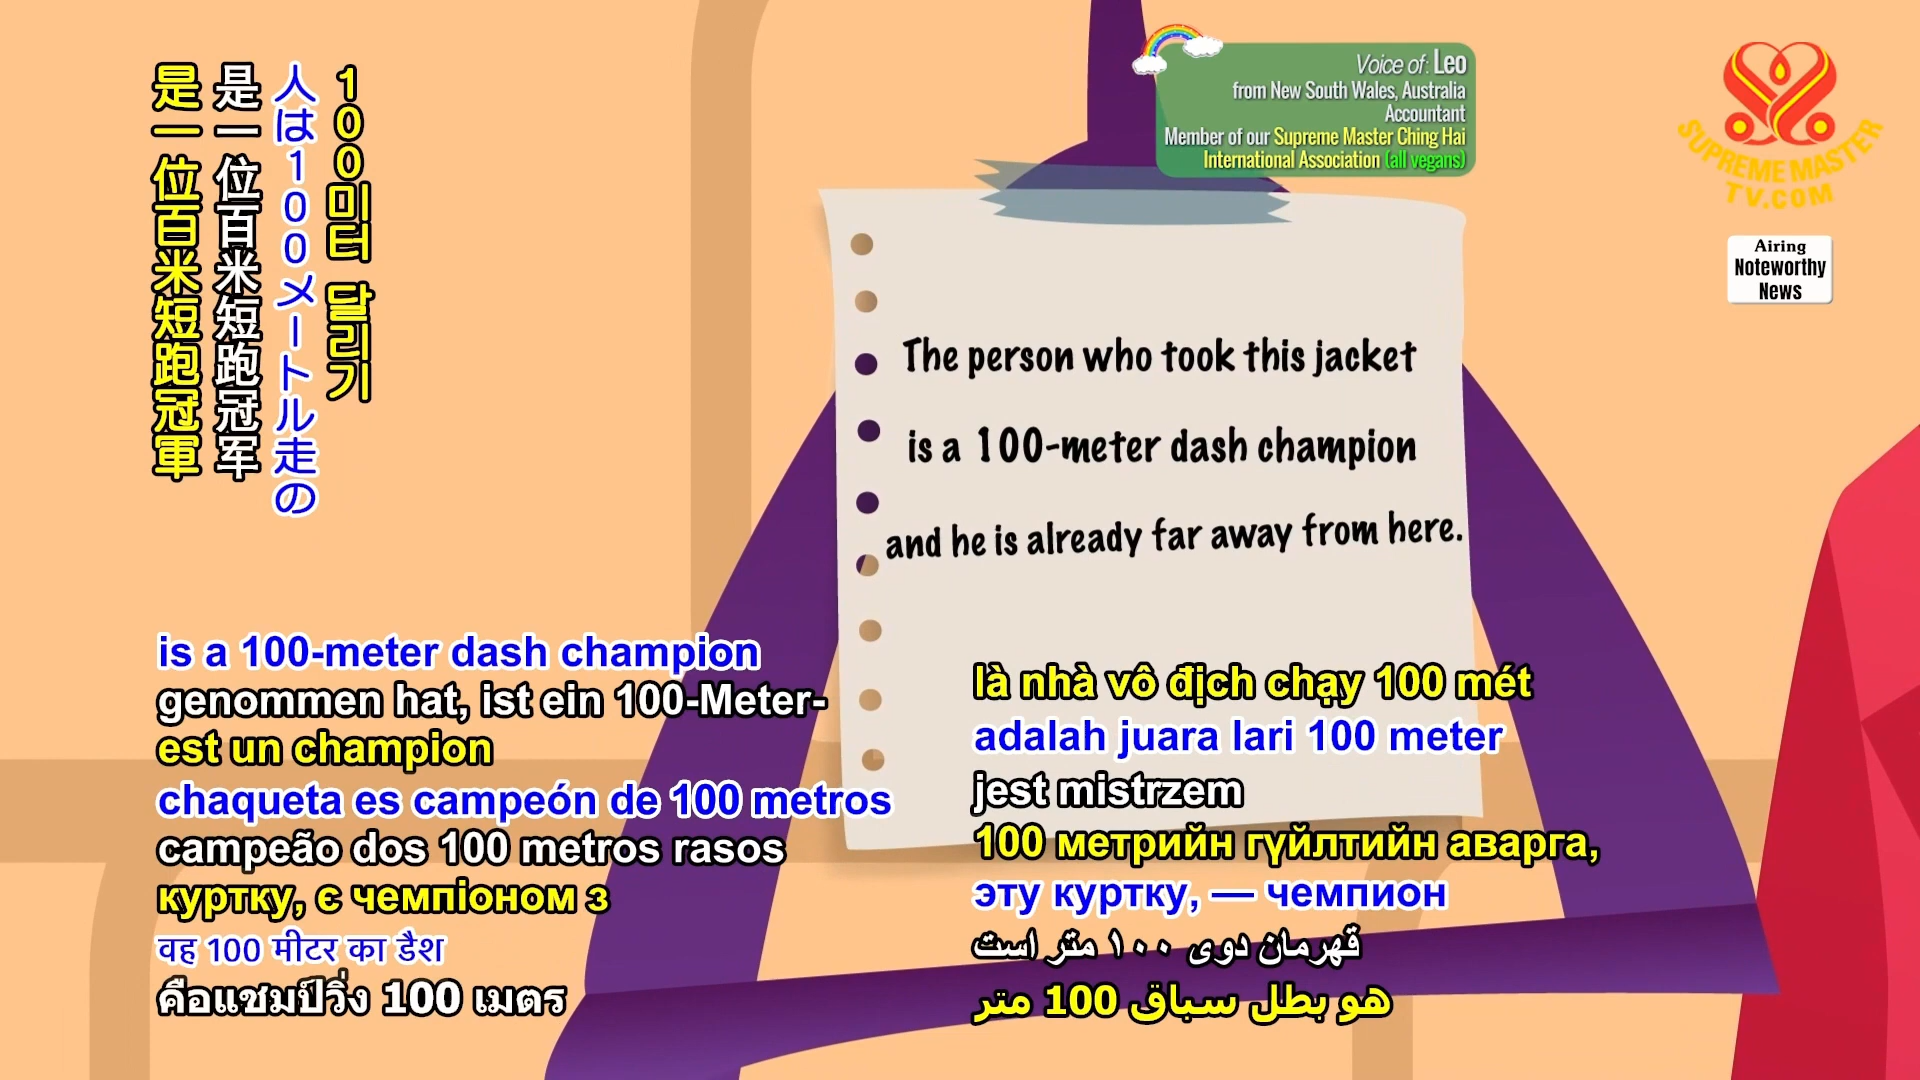 是一位百米短跑冠軍
是一位百米短跑冠军
人は100メートル走の
100미터 달리기
Voice of: Leo
from New South Wales, Australia
Accountant
Member of our Supreme Master Ching Hai
International Association (all vegans)
SUPREME MASTER
TV.COM
Airing
Noteworthy
News
The person who took this jacket
is a 100-meter dash champion
and he is already far away from here.
is a 100-meter dash champion
genommen hat, ist ein 100-Meter-
est un champion
chaqueta es campeón de 100 metros
campeão dos 100 metros rasos
куртку, є чемпіоном з
वह 100 मीटर का डैश
คือแชมป์วิ่ง 100 เมตร
là nhà vô địch chạy 100 mét
adalah juara lari 100 meter
jest mistrzem
100 метрийн гүйлтийн аварга,
эту куртку, — чемпион
قهرمان دوی ۱۰۰ متر است
هو بطل سباق 100 متر